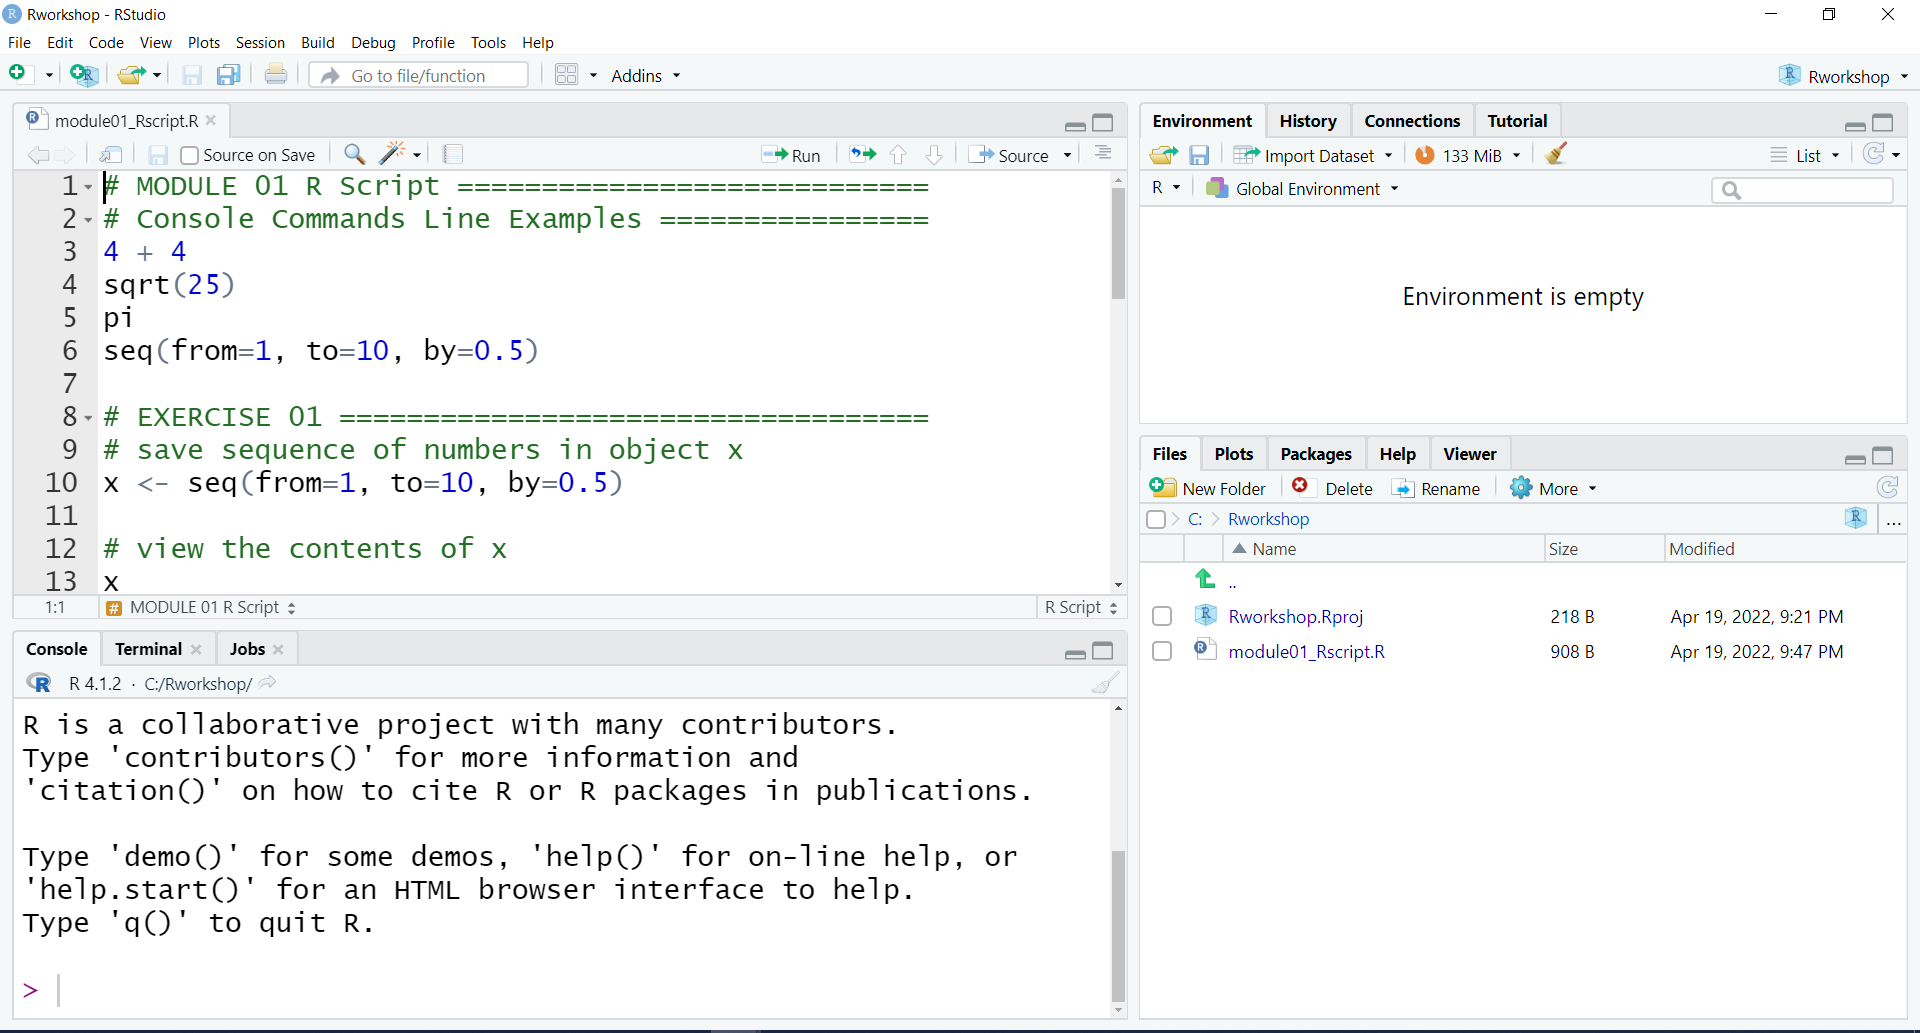 Rworkshop - RStudio
File Edit Code View Plots Session Build Debug Profile Tools Help
Go to file/function Addins Rworkshop
module01_Rscript.R
Source on Save Run Source
1 # MODULE 01 R Script ============================
2 # Console Commands Line Examples ================
3 4 + 4
4 sqrt(25)
5 pi
6 seq(from=1, to=10, by=0.5)
7
8 # EXERCISE 01 ===================================
9 # save sequence of numbers in object x
10 x <- seq(from=1, to=10, by=0.5)
11
12 # view the contents of x
13 x
1:1 # MODULE 01 R Script R Script
Console Terminal Jobs
R R 4.1.2 · C:/Rworkshop/
R is a collaborative project with many contributors.
Type 'contributors()' for more information and
'citation()' on how to cite R or R packages in publications.
Type 'demo()' for some demos, 'help()' for on-line help, or
'help.start()' for an HTML browser interface to help.
Type 'q()' to quit R.
>
Environment History Connections Tutorial
Import Dataset 133 MiB List
R Global Environment
Environment is empty
Files Plots Packages Help Viewer
New Folder Delete Rename More
C: Rworkshop R ...
Name Size Modified
..
Rworkshop.Rproj 218 B Apr 19, 2022, 9:21 PM
module01_Rscript.R 908 B Apr 19, 2022, 9:47 PM